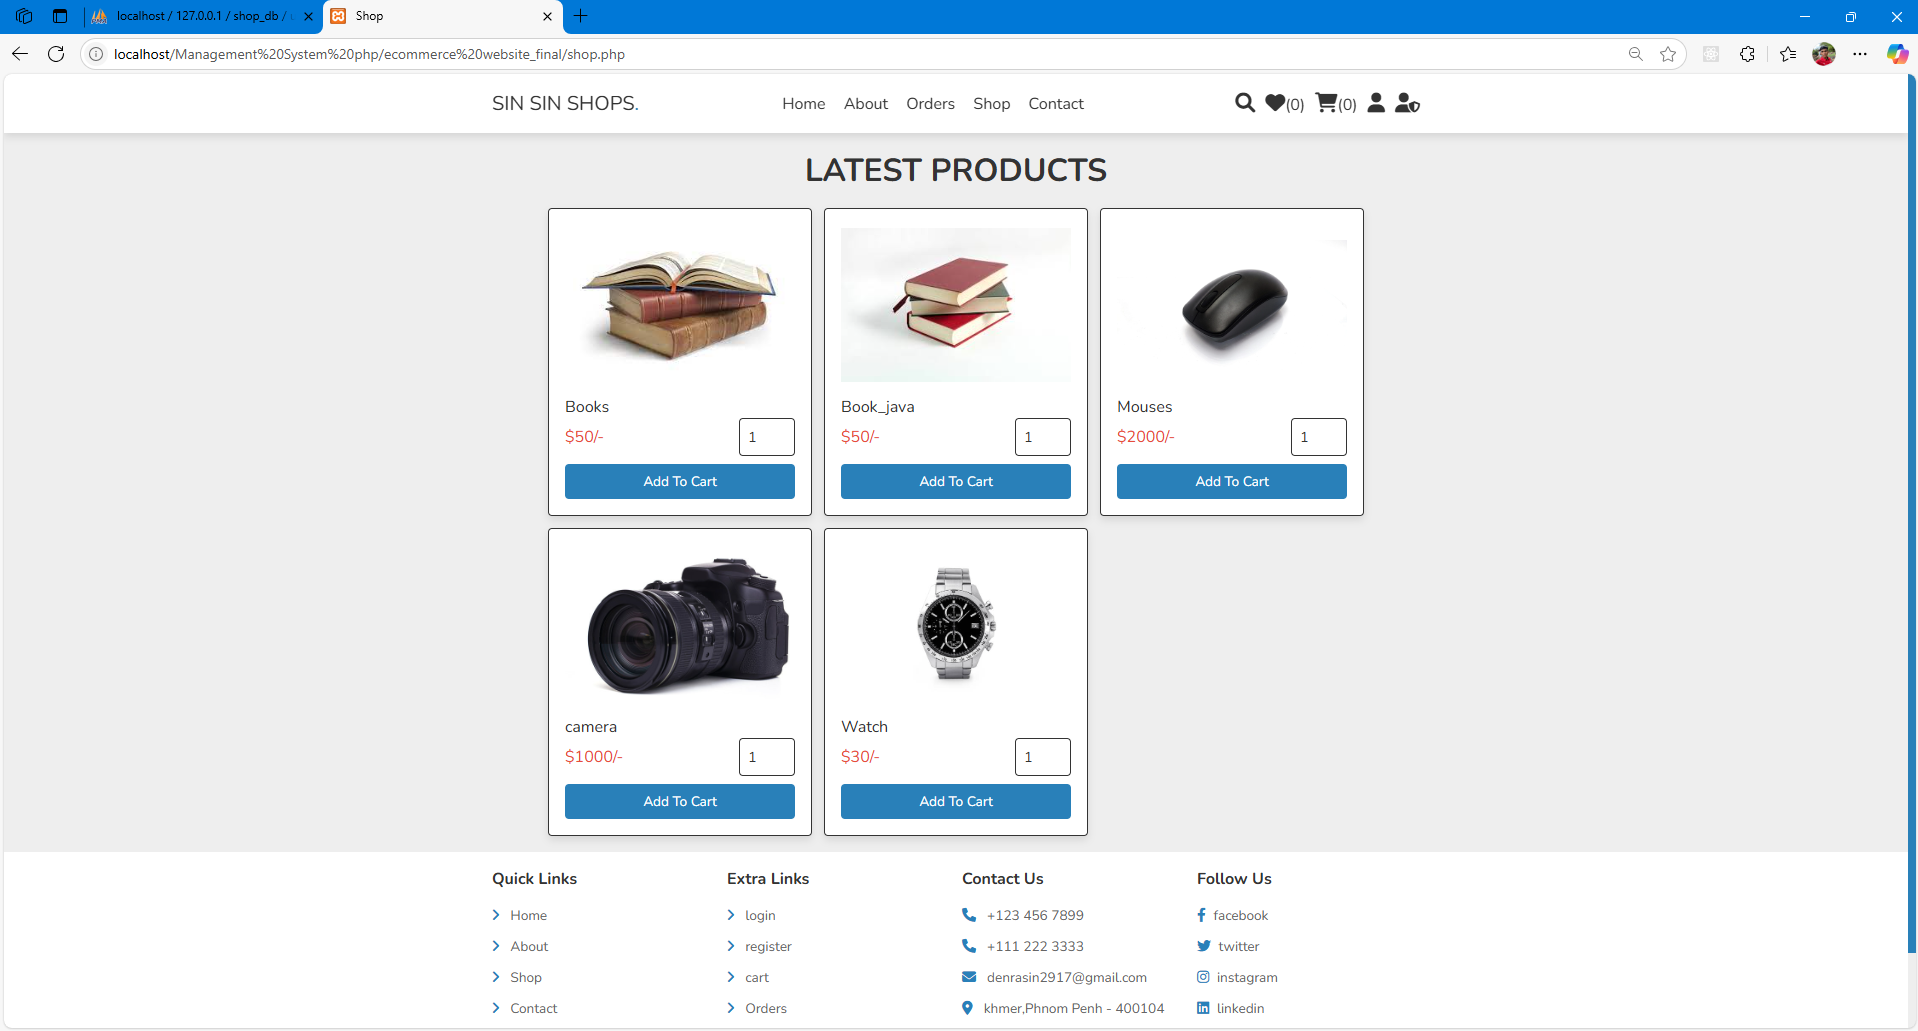 localhost / 127.0.0.1 / shop_db /
Shop
localhost/Management%20System%20php/ecommerce%20website_final/shop.php
SIN SIN SHOPS.
Home About Orders Shop Contact
(0) (0)
LATEST PRODUCTS
Books
$50/- 1
Add To Cart
Book_java
$50/- 1
Add To Cart
Mouses
$2000/- 1
Add To Cart
camera
$1000/- 1
Add To Cart
Watch
$30/- 1
Add To Cart
Quick Links
Home
About
Shop
Contact
Extra Links
login
register
cart
Orders
Contact Us
+123 456 7899
+111 222 3333
denrasin2917@gmail.com
khmer,Phnom Penh - 400104
Follow Us
facebook
twitter
instagram
linkedin